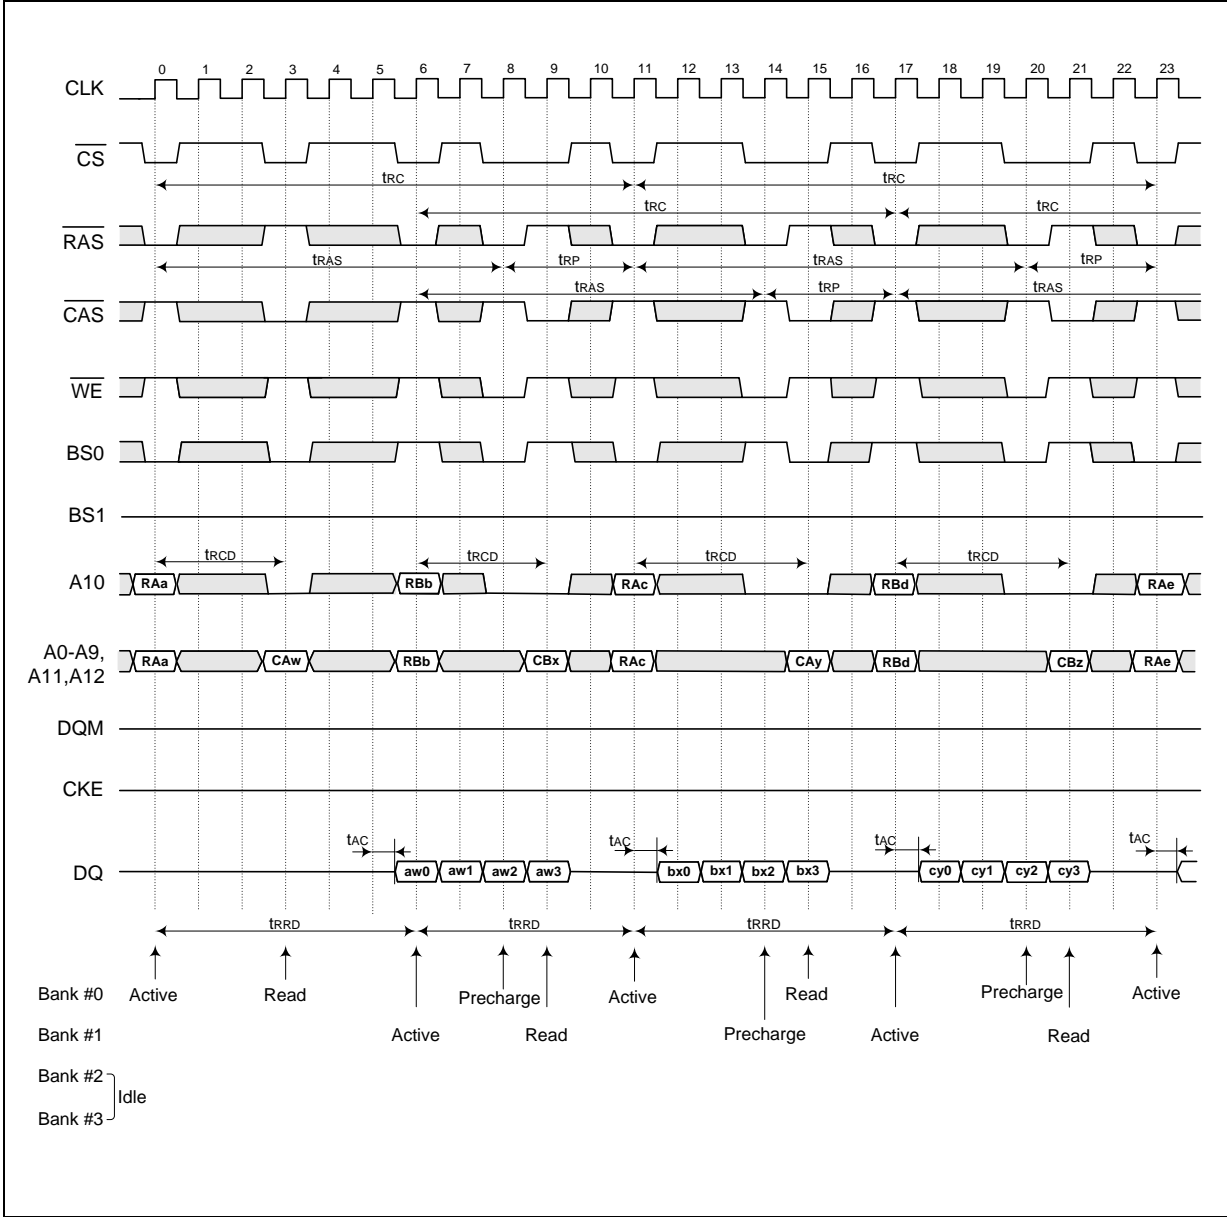 0 1 2 3 4 5 6 7 8 9 10 11 12 13 14 15 16 17 18 19 20 21 22 23
CLK
CS
tRC tRC
tRC tRC
RAS
tRAS tRP tRAS tRP
tRAS tRP tRAS
CAS
WE
BS0
BS1
tRCD tRCD tRCD tRCD
A10 RAa RBb RAc RBd RAe
A0-A9,
A11,A12 RAa CAw RBb CBx RAc CAy RBd CBz RAe
DQM
CKE
tAC tAC tAC tAC
DQ aw0 aw1 aw2 aw3 bx0 bx1 bx2 bx3 cy0 cy1 cy2 cy3
tRRD tRRD tRRD tRRD
Bank #0 Active Read Precharge Active Read Precharge Active
Bank #1 Active Read Precharge Active Read
Bank #2
Idle
Bank #3